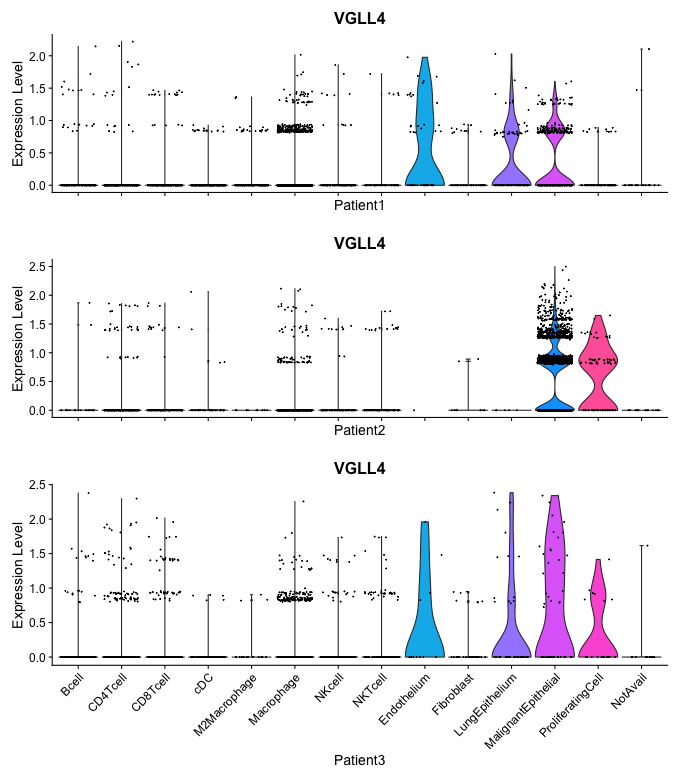 VGLL4
Expression Level
2.0
1.5
1.0
0.5
0.0
Patient1
VGLL4
Expression Level
2.5
2.0
1.5
1.0
0.5
0.0
Patient2
VGLL4
Expression Level
2.5
2.0
1.5
1.0
0.5
0.0
Bcell
CD4Tcell
CD8Tcell
cDC
M2Macrophage
Macrophage
NKcell
NKTcell
Endothelium
Fibroblast
LungEpithelium
MalignantEpithelial
ProliferatingCell
NotAvail
Patient3